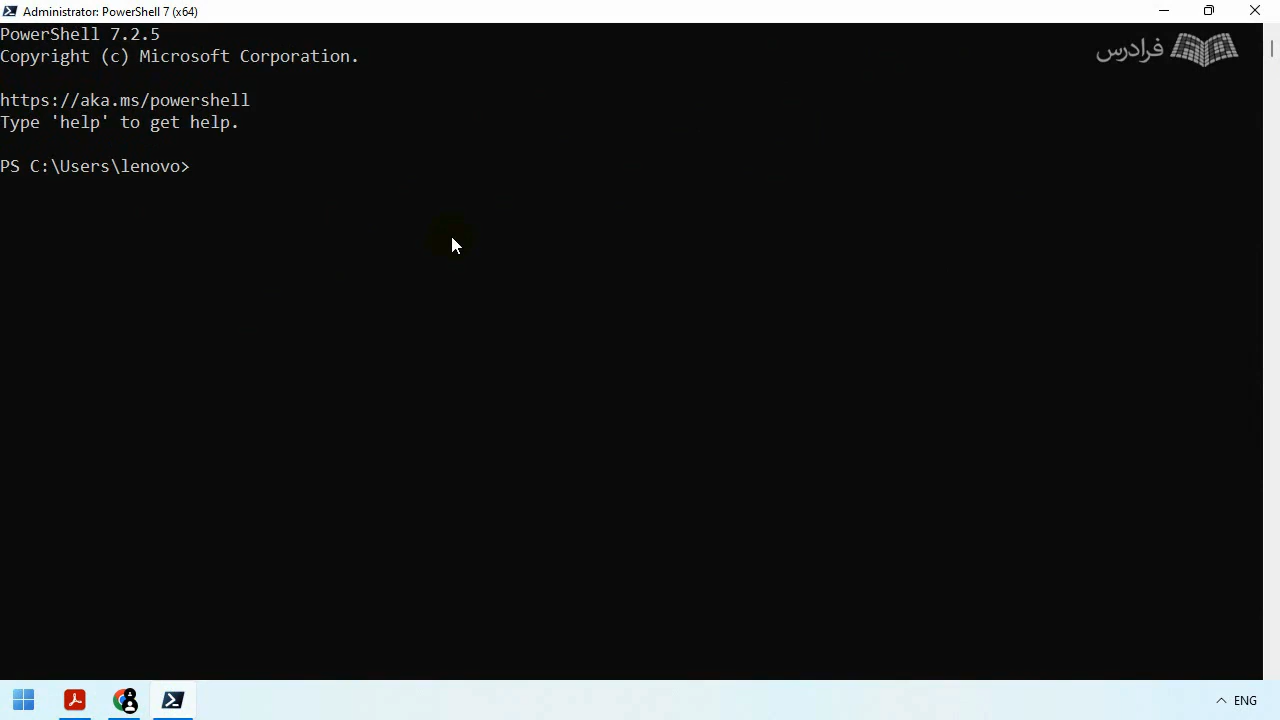 Administrator: PowerShell 7 (x64)
PowerShell 7.2.5
Copyright (c) Microsoft Corporation.
فرادرس
https://aka.ms/powershell
Type 'help' to get help.
PS C:\Users\lenovo>
ENG